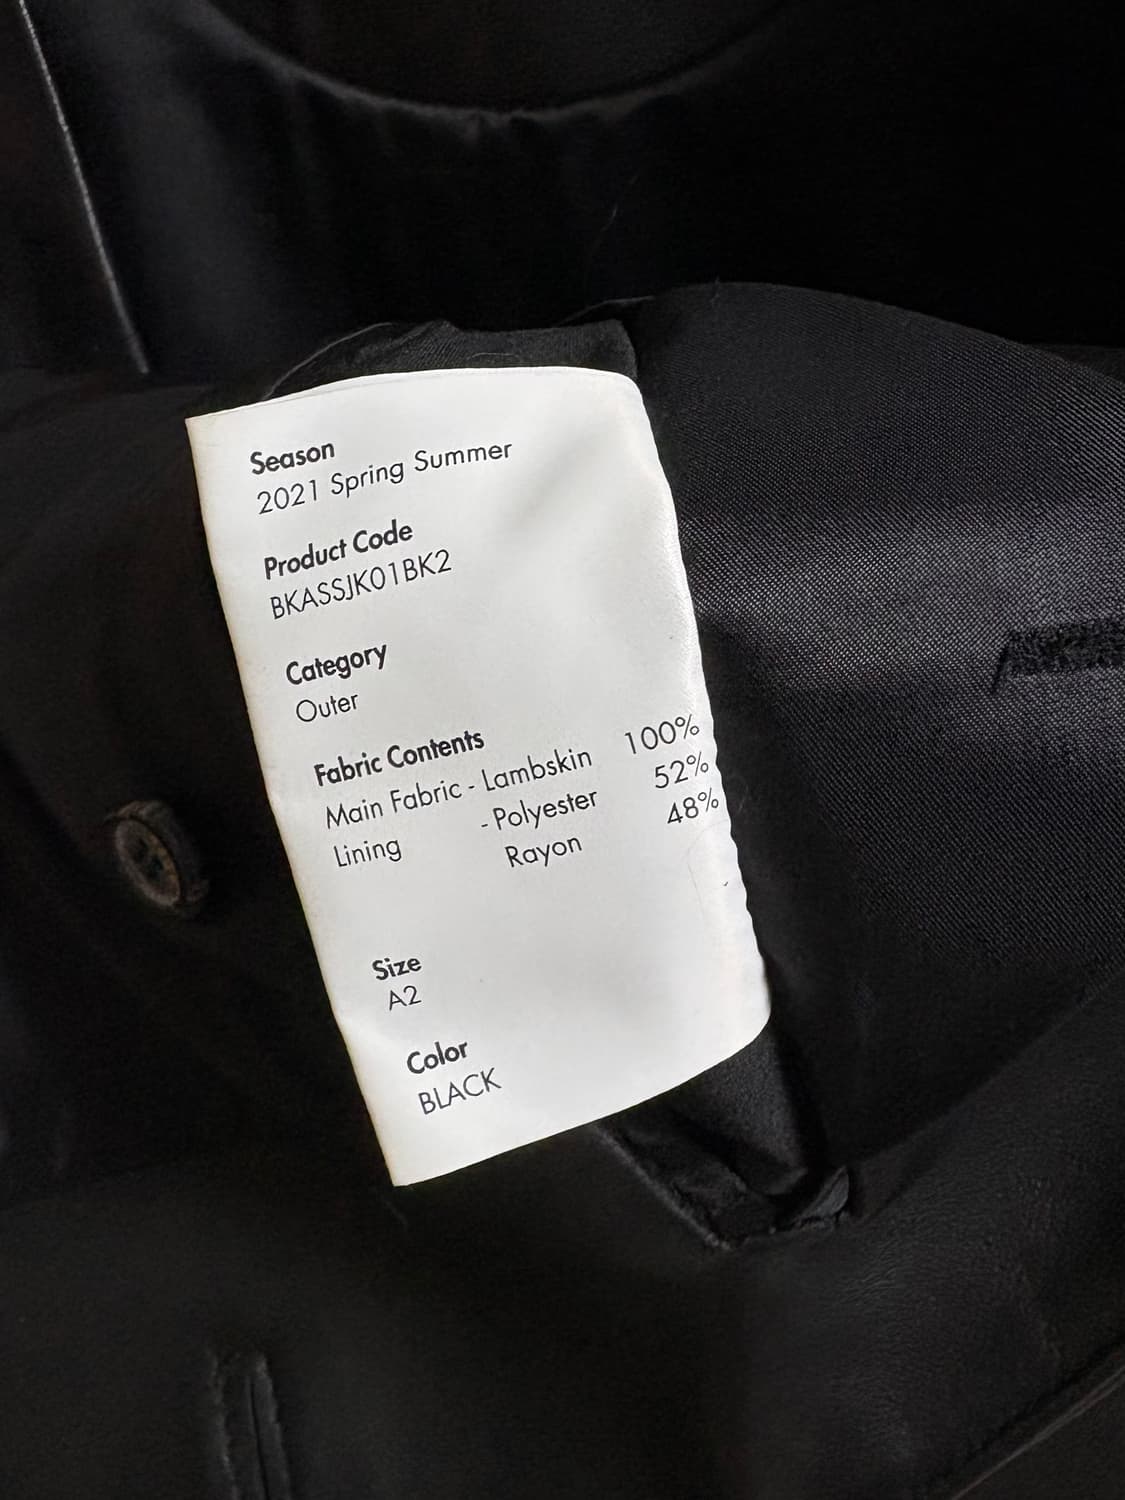 Season
2021 Spring Summer
Product Code
BKASSJK01BK2
Category
Outer
Fabric Contents
Main Fabric - Lambskin 100%
Lining - Polyester 52%
Rayon 48%
Size
A2
Color
BLACK